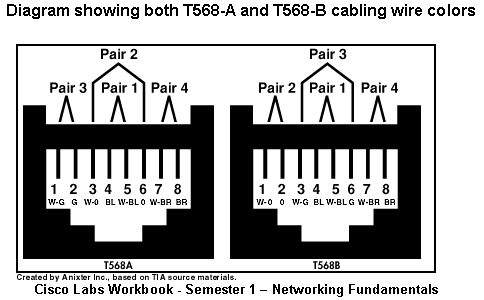 Diagram showing both T568-A and T568-B cabling wire colors
Pair 2
Pair 3 Pair 1 Pair 4
1 2 3 4 5 6 7 8
W-G G W-O BL W-BL O W-BR BR
T568A
Pair 3
Pair 2 Pair 1 Pair 4
1 2 3 4 5 6 7 8
W-O O W-G BL W-BL G W-BR BR
T568B
Created by Anixter Inc., based on TIA source materials.
Cisco Labs Workbook - Semester 1 – Networking Fundamentals